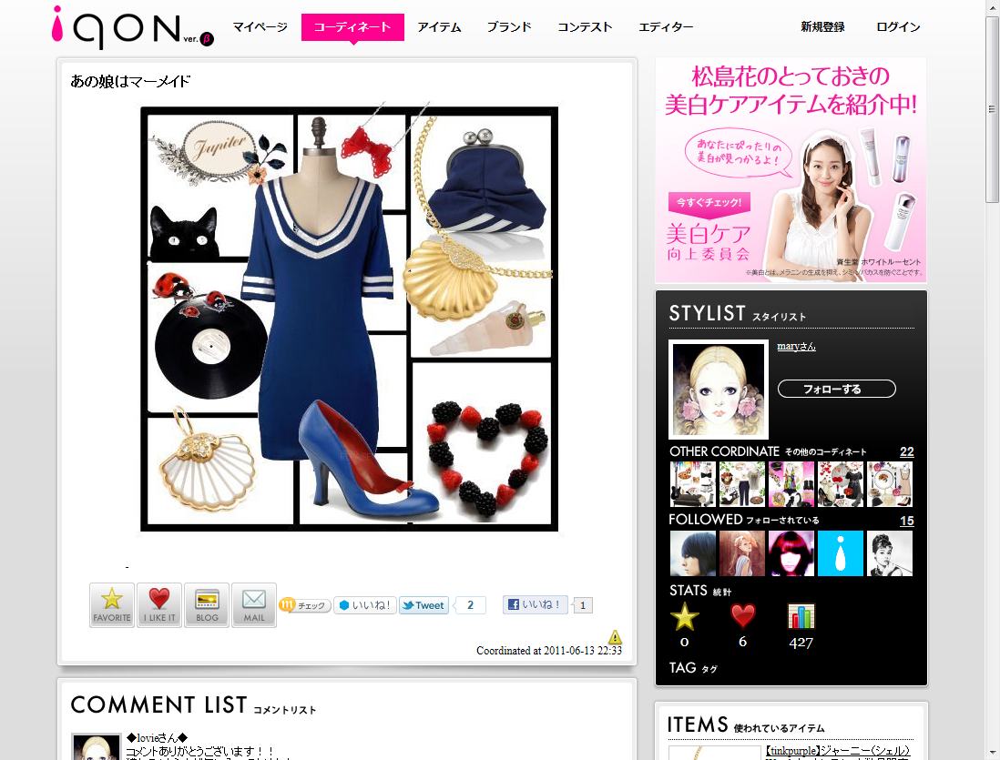 iQON ver.β
マイページ
コーディネート
アイテム
ブランド
コンテスト
エディター
新規登録
ログイン
あの娘はマーメイド
Jupiter
-
FAVORITE
I LIKE IT
BLOG
MAIL
m チェック
いいね!
Tweet
2
いいね!
1
Coordinated at 2011-06-13 22:33
COMMENT LIST コメントリスト
◆lovieさん◆
コメントありがとうございます！！
松島花のとっておきの
美白ケアアイテムを紹介中!
あなたにぴったりの
美白が見つかるよ!
今すぐチェック!
美白ケア
向上委員会
資生堂 ホワイトルーセント
※美白とは、メラニンの生成を抑え、シミ・ソバカスを防ぐことです。
STYLIST スタイリスト
maryさん
フォローする
OTHER CORDINATE その他のコーディネート 22
FOLLOWED フォローされている 15
STATS 統計
0
6
427
TAG タグ
ITEMS 使われているアイテム
【tinkpurple】ジャーニー(シェル)